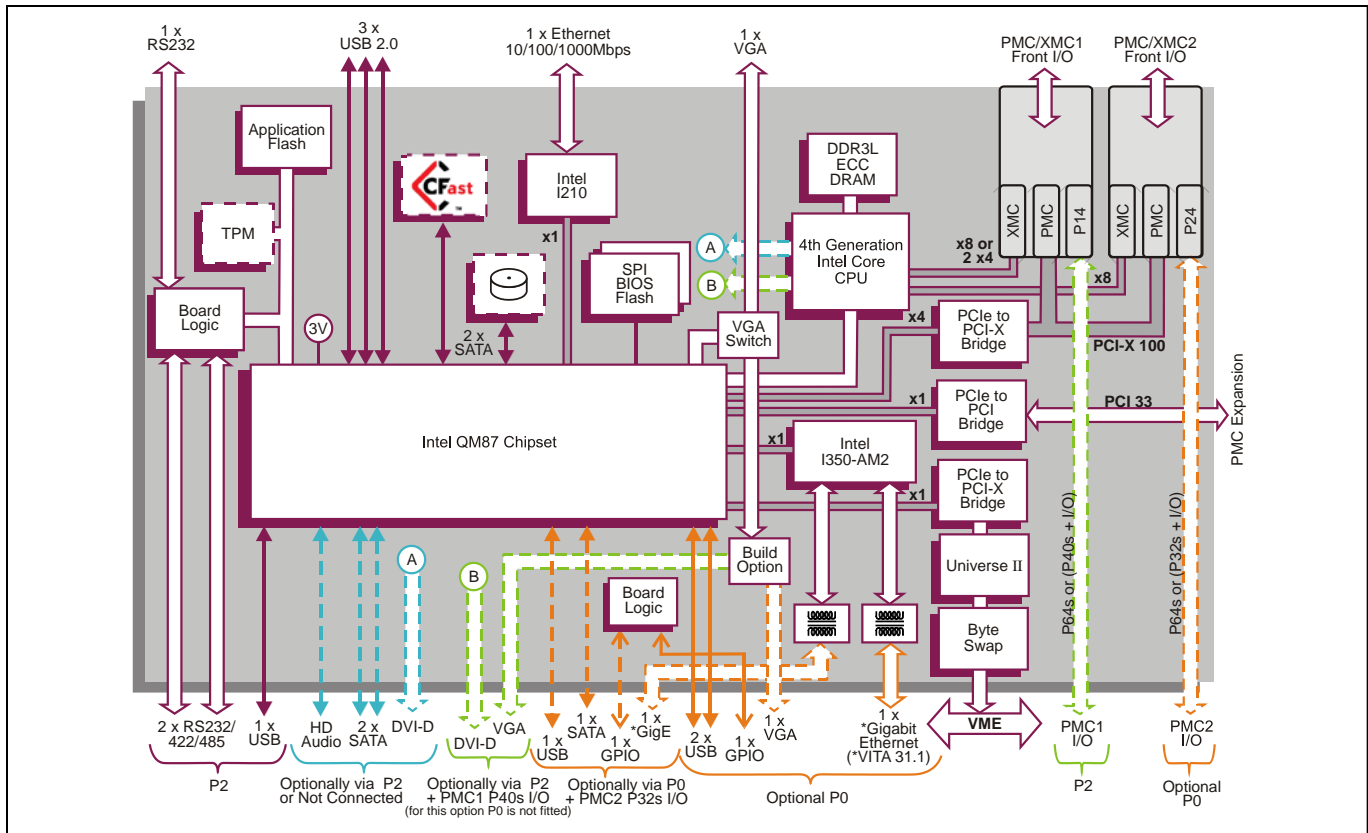 1 x
RS232
3 x
USB 2.0
1 x Ethernet
10/100/1000Mbps
1 x
VGA
PMC/XMC1
Front I/O
PMC/XMC2
Front I/O
Application
Flash
TPM
Board
Logic
3V
CFast
TM
2 x
SATA
Intel
I210
x1
SPI
BIOS
Flash
DDR3L
ECC
DRAM
A
B
4th Generation
Intel Core
CPU
VGA
Switch
XMC
PMC
P14
XMC
PMC
P24
x8 or
2 x4
x8
x4
PCIe to
PCI-X
Bridge
PCI-X 100
x1
PCIe to
PCI
Bridge
PCI 33
PMC Expansion
Intel QM87 Chipset
x1
Intel
I350-AM2
x1
PCIe to
PCI-X
Bridge
Universe II
Byte
Swap
VME
A
B
Build
Option
Board
Logic
P64s or (P40s + I/O)
P64s or (P32s + I/O)
2 x RS232/
422/485
1 x
USB
P2
HD
Audio
2 x
SATA
DVI-D
Optionally via P2
or Not Connected
DVI-D
VGA
Optionally via P2
+ PMC1 P40s I/O
(for this option P0 is not fitted)
1 x
USB
1 x
SATA
1 x
GPIO
1 x
*GigE
Optionally via P0
+ PMC2 P32s I/O
2 x
USB
1 x
GPIO
1 x
VGA
1 x
*Gigabit
Ethernet
(*VITA 31.1)
Optional P0
PMC1
I/O
P2
PMC2
I/O
Optional
P0